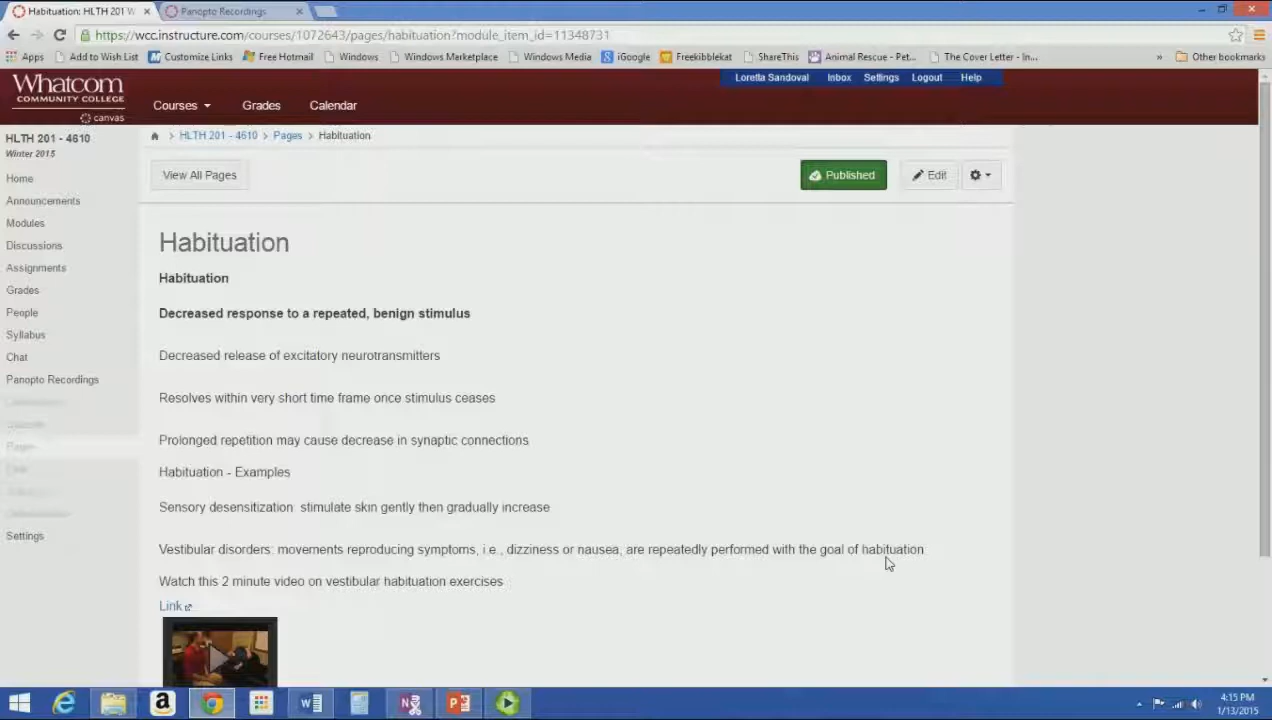 Habituation: HLTH 201 W
Panopto Recordings
https://wcc.instructure.com/courses/1072643/pages/habituation?module_item_id=11348731
Apps Add to Wish List Customize Links Free Hotmail Windows Windows Marketplace Windows Media iGoogle Freekibblekat ShareThis Animal Rescue - Pet... The Cover Letter - In... » Other bookmarks
Whatcom
COMMUNITY COLLEGE
canvas
Loretta Sandoval Inbox Settings Logout Help
Courses Grades Calendar
HLTH 201 - 4610
Winter 2015
HLTH 201 - 4610 > Pages > Habituation
Home
Announcements
Modules
Discussions
Assignments
Grades
People
Syllabus
Chat
Panopto Recordings
Pages
Settings
View All Pages
Published
Edit
Habituation
Habituation
Decreased response to a repeated, benign stimulus
Decreased release of excitatory neurotransmitters
Resolves within very short time frame once stimulus ceases
Prolonged repetition may cause decrease in synaptic connections
Habituation - Examples
Sensory desensitization: stimulate skin gently then gradually increase
Vestibular disorders: movements reproducing symptoms, i.e., dizziness or nausea, are repeatedly performed with the goal of habituation
Watch this 2 minute video on vestibular habituation exercises
Link
4:15 PM
1/13/2015